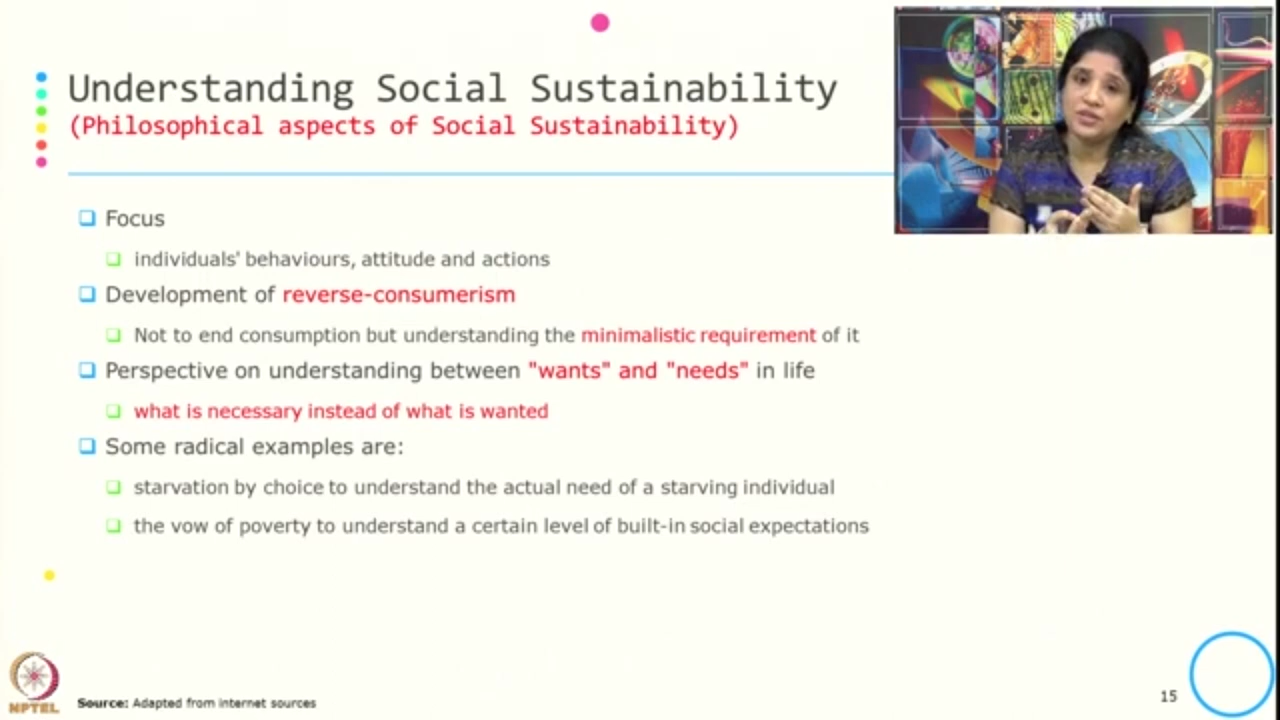 Understanding Social Sustainability
(Philosophical aspects of Social Sustainability)
Focus
individuals' behaviours, attitude and actions
Development of reverse-consumerism
Not to end consumption but understanding the minimalistic requirement of it
Perspective on understanding between "wants" and "needs" in life
what is necessary instead of what is wanted
Some radical examples are:
starvation by choice to understand the actual need of a starving individual
the vow of poverty to understand a certain level of built-in social expectations
NPTEL
Source: Adapted from internet sources
15